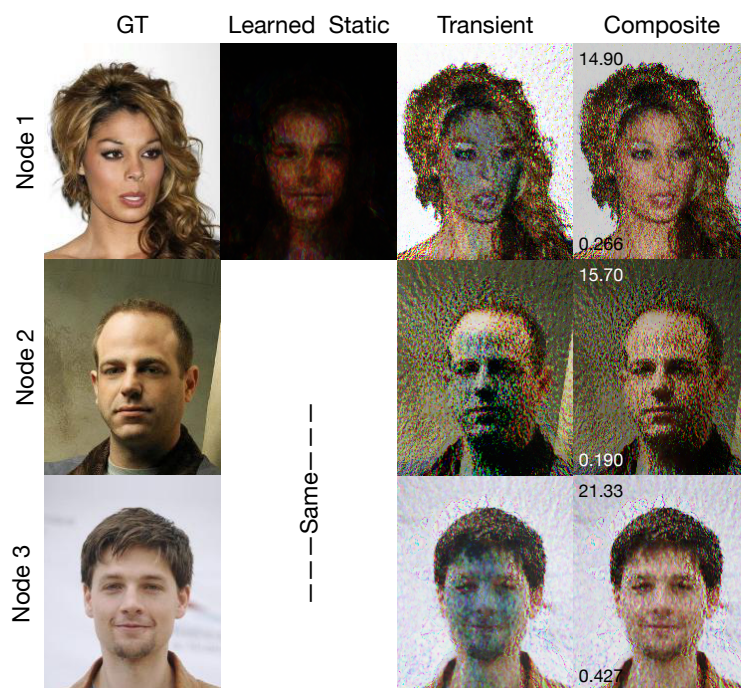 GT Learned Static Transient Composite
Node 1
14.90
0.266
Node 2
15.70
0.190
– – –Same– – –
Node 3
21.33
0.427